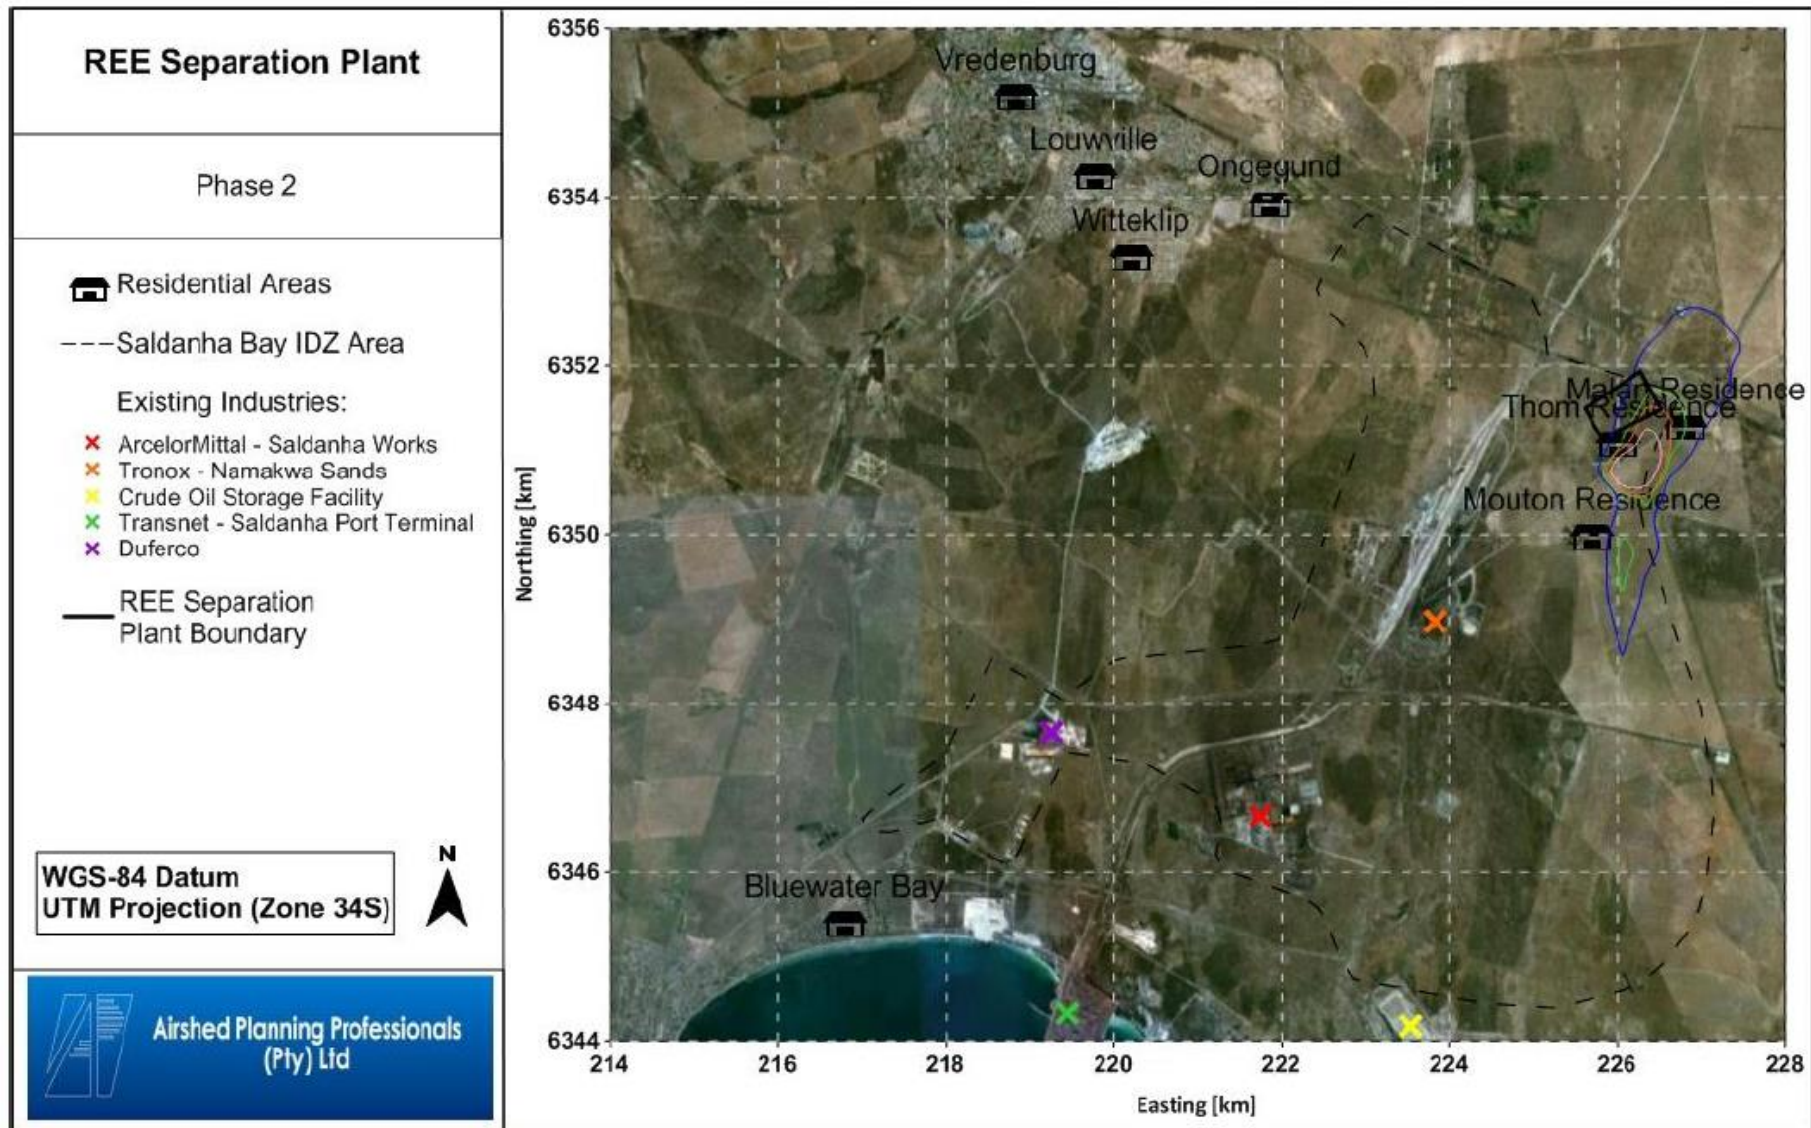 REE Separation Plant
Phase 2
Residential Areas
Saldanha Bay IDZ Area
Existing Industries:
ArcelorMittal - Saldanha Works
Tronox - Namakwa Sands
Crude Oil Storage Facility
Transnet - Saldanha Port Terminal
Duferco
REE Separation
Plant Boundary
WGS-84 Datum
UTM Projection (Zone 34S)
N
Airshed Planning Professionals
(Pty) Ltd
Northing [km]
6356
6354
6352
6350
6348
6346
6344
Vredenburg
Louwville
Ongegund
Witteklip
Malan Residence
Thom Residence
Mouton Residence
Bluewater Bay
214
216
218
220
222
224
226
228
Easting [km]